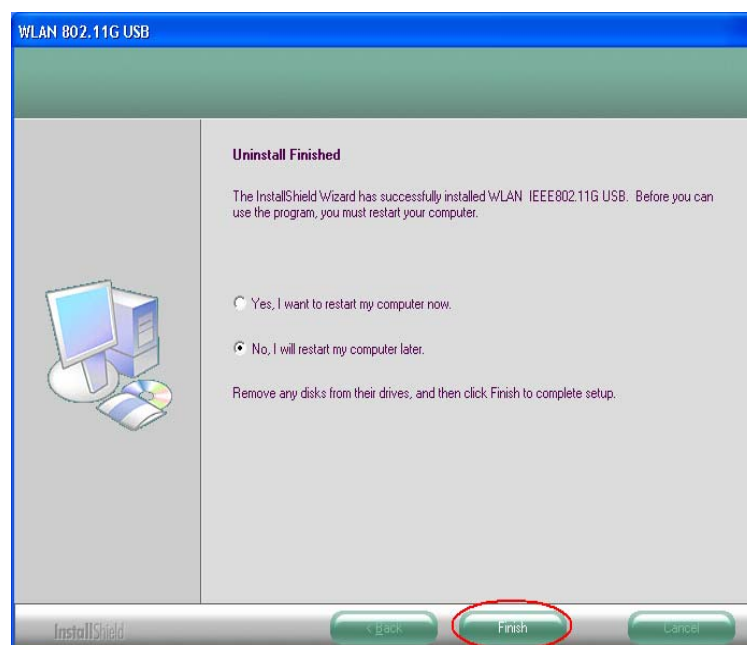 WLAN 802.11G USB
Uninstall Finished
The InstallShield Wizard has successfully installed WLAN IEEE802.11G USB. Before you can
use the program, you must restart your computer.
Yes, I want to restart my computer now.
No, I will restart my computer later.
Remove any disks from their drives, and then click Finish to complete setup.
InstallShield
< Back
Finish
Cancel